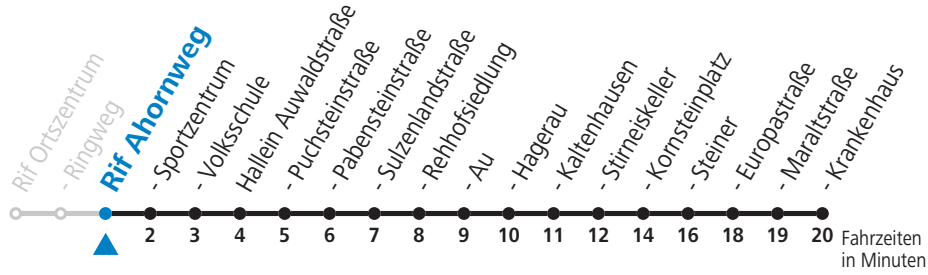 Rif Ortszentrum
- Ringweg
Rif Ahornweg
- Sportzentrum
- Volksschule
Hallein Auwaldstraße
- Puchsteinstraße
- Pabensteinstraße
- Sulzenlandstraße
- Rehhofsiedlung
- Au
- Hagerau
- Kaltenhausen
- Stirneiskeller
- Kornsteinplatz
- Steiner
- Europastraße
- Maraltstraße
- Krankenhaus
2 3 4 5 6 7 8 9 10 11 12 14 16 18 19 20 Fahrzeiten
in Minuten